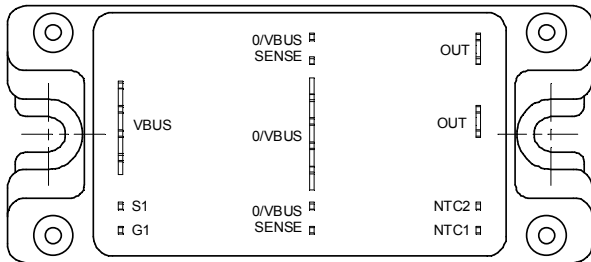 0/VBUS
SENSE
OUT
VBUS
0/VBUS
OUT
S1
G1
0/VBUS
SENSE
NTC2
NTC1